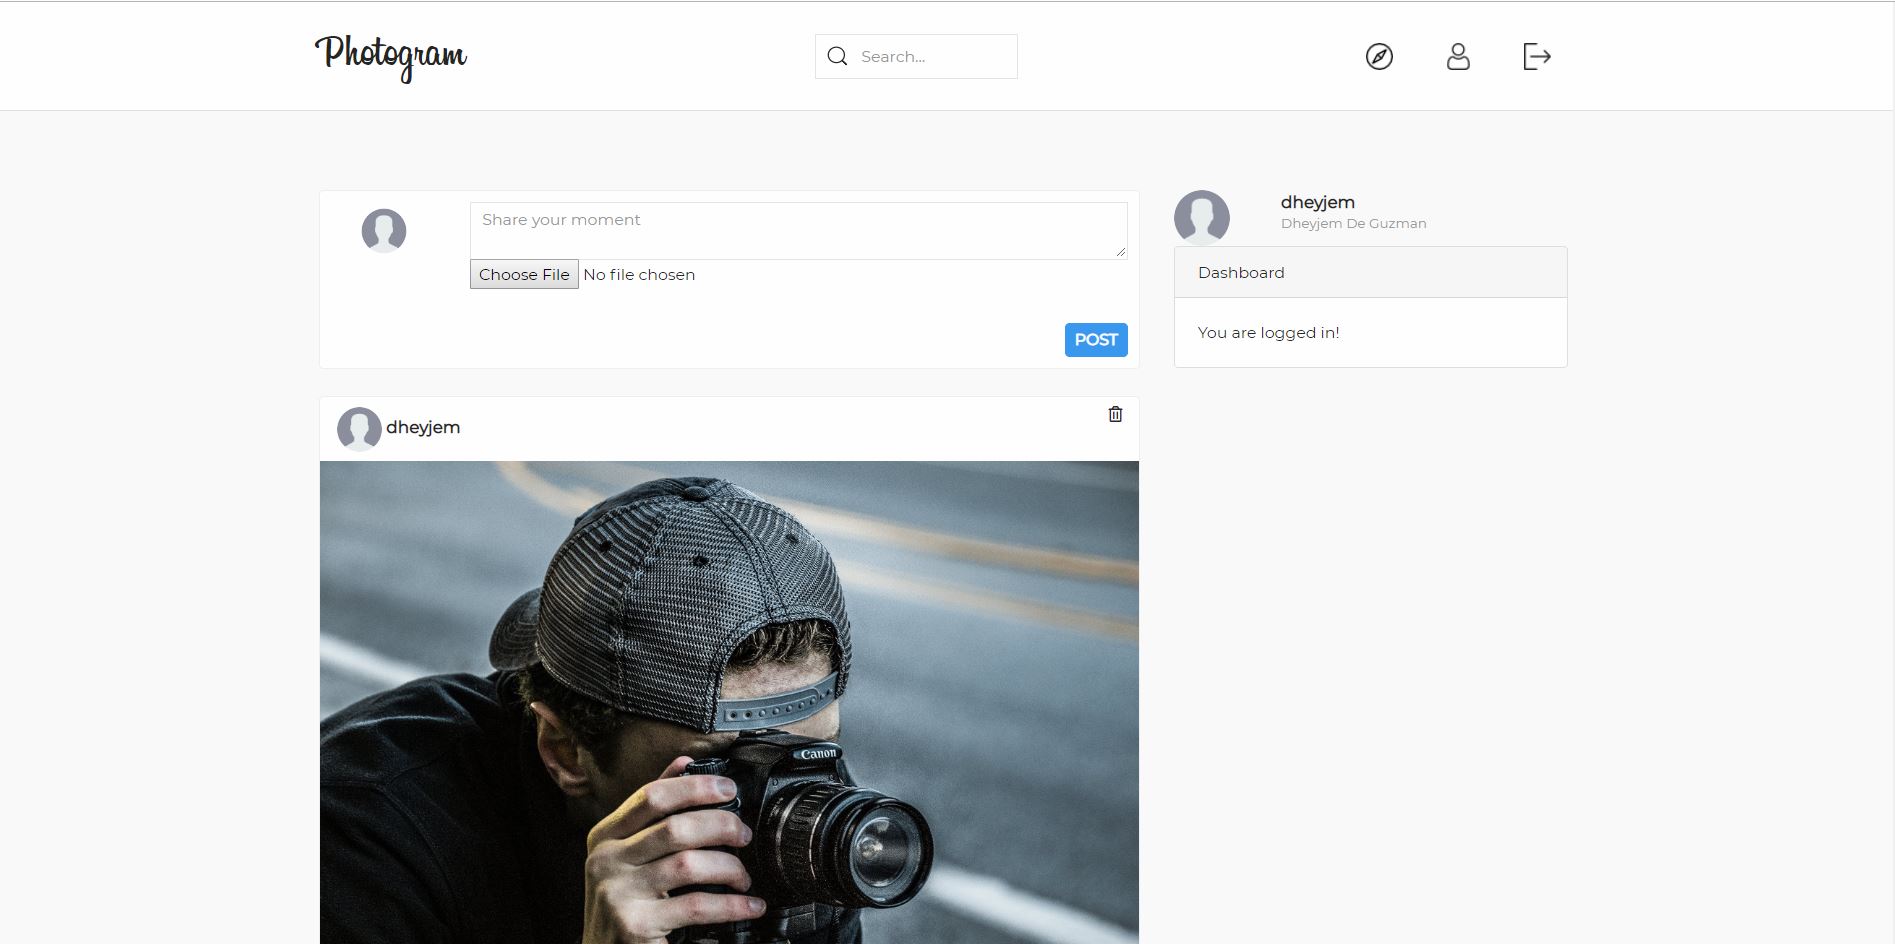 Photogram
Search...
Share your moment
Choose File No file chosen
POST
dheyjem
Dheyjem De Guzman
Dashboard
You are logged in!
dheyjem
Canon